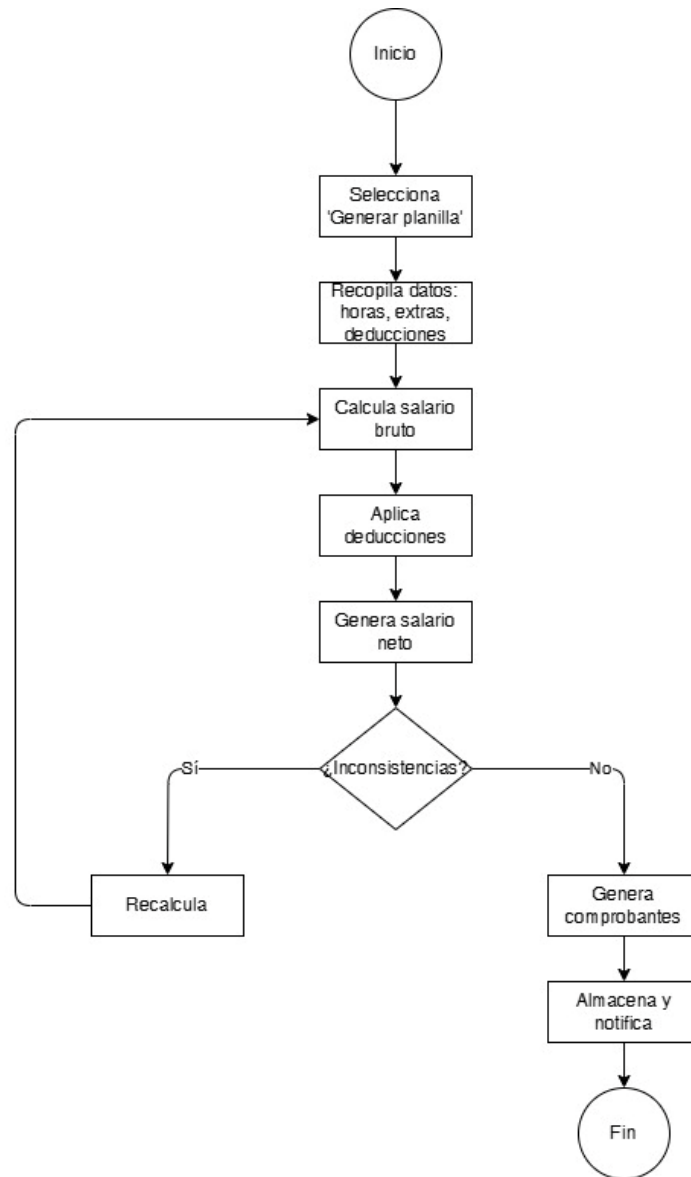 Inicio
Selecciona
'Generar planilla'
Recopila datos:
horas, extras,
deducciones
Calcula salario
bruto
Aplica
deducciones
Genera salario
neto
¿Inconsistencias?
Sí
No
Recalcula
Genera
comprobantes
Almacena y
notifica
Fin